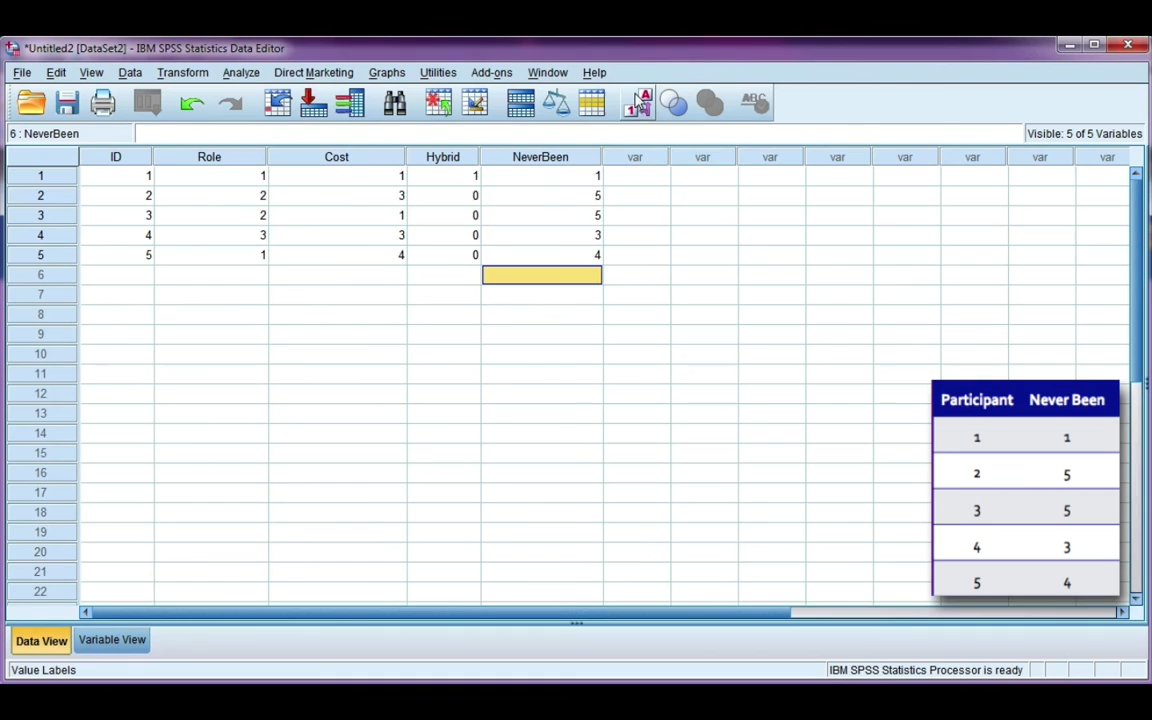 *Untitled2 [DataSet2] - IBM SPSS Statistics Data Editor
File Edit View Data Transform Analyze Direct Marketing Graphs Utilities Add-ons Window Help
1 A ABC
6 : NeverBeen Visible: 5 of 5 Variables
ID Role Cost Hybrid NeverBeen var var var var var var var var
1 1 1 1 1 1
2 2 2 3 0 5
3 3 2 1 0 5
4 4 3 3 0 3
5 5 1 4 0 4
6
7
8
9
10
11
12
13
14
15
16
17
18
19
20
21
22
Participant Never Been
1 1
2 5
3 5
4 3
5 4
Data View Variable View
Value Labels IBM SPSS Statistics Processor is ready